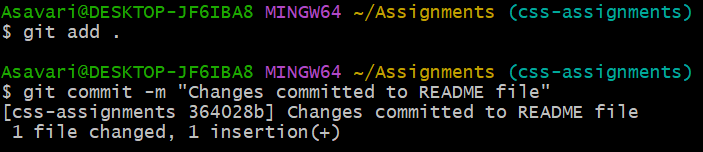 Asavari@DESKTOP-JF6IBA8 MINGW64 ~/Assignments (css-assignments)
$ git add .
Asavari@DESKTOP-JF6IBA8 MINGW64 ~/Assignments (css-assignments)
$ git commit -m "Changes committed to README file"
[css-assignments 364028b] Changes committed to README file
 1 file changed, 1 insertion(+)